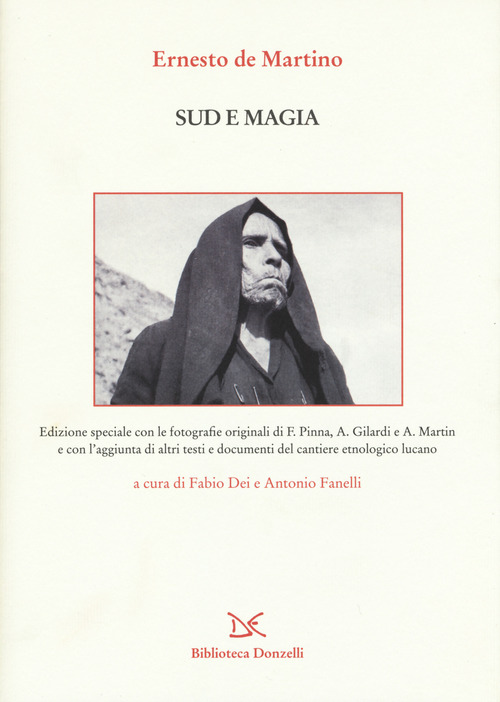 Ernesto de Martino
SUD E MAGIA
Edizione speciale con le fotografie originali di F. Pinna, A. Gilardi e A. Martin
e con l'aggiunta di altri testi e documenti del cantiere etnologico lucano
a cura di Fabio Dei e Antonio Fanelli
DE
Biblioteca Donzelli